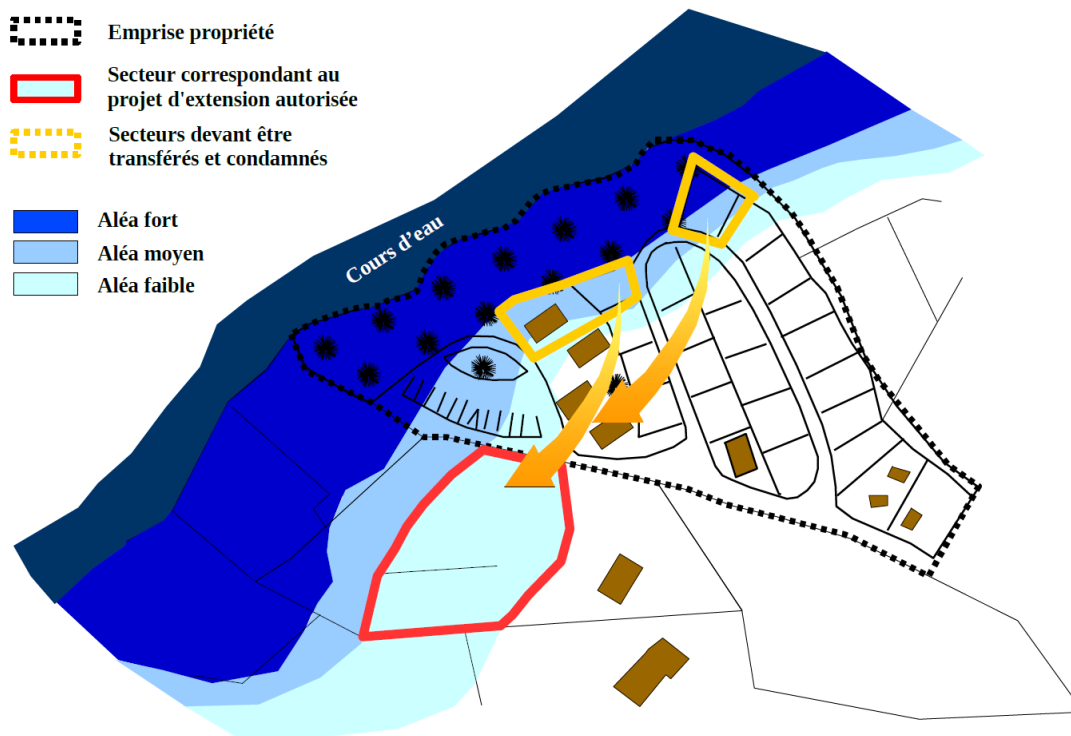 Emprise propriété
Secteur correspondant au
projet d'extension autorisée
Secteurs devant être
transférés et condamnés
Aléa fort
Aléa moyen
Aléa faible
Cours d’eau